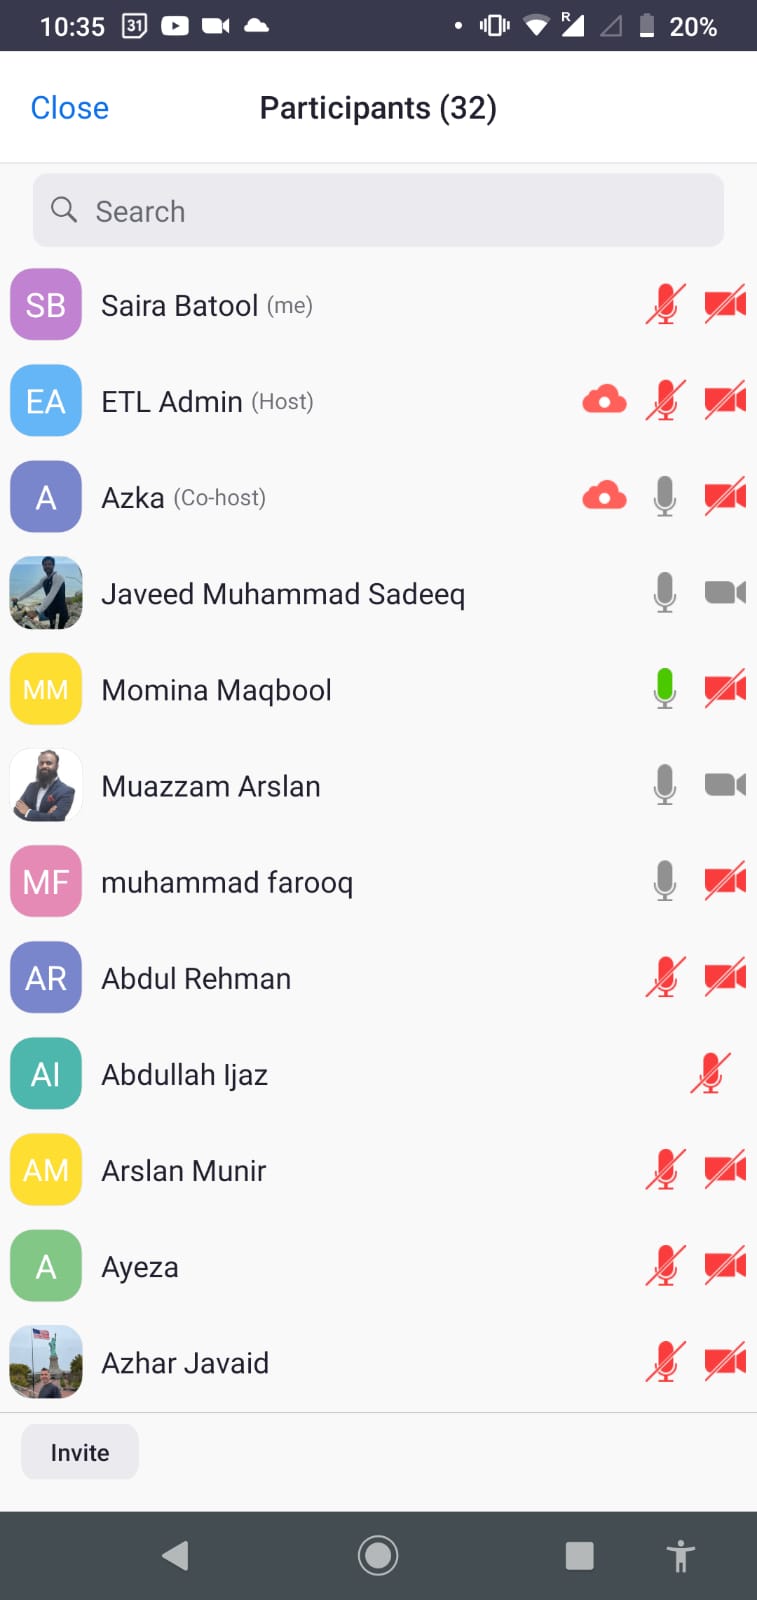 10:35 31 R 20%
Close Participants (32)
Search
SB Saira Batool (me)
EA ETL Admin (Host)
A Azka (Co-host)
Javeed Muhammad Sadeeq
MM Momina Maqbool
Muazzam Arslan
MF muhammad farooq
AR Abdul Rehman
AI Abdullah Ijaz
AM Arslan Munir
A Ayeza
Azhar Javaid
Invite